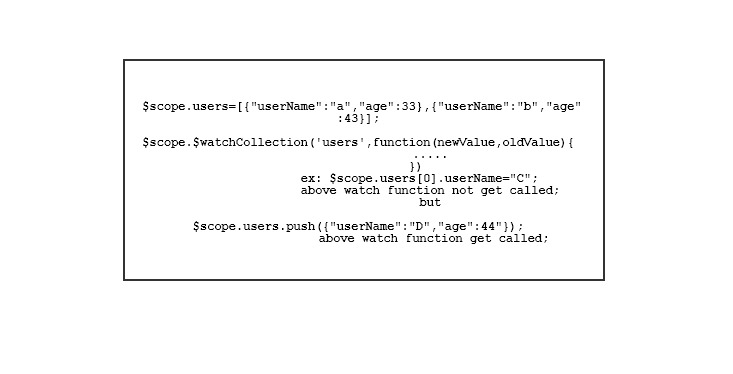 $scope.users=[{"userName":"a","age":33},{"userName":"b","age"
:43}];
$scope.$watchCollection('users',function(newValue,oldValue){
.....
})
ex: $scope.users[0].userName="C";
above watch function not get called;
but
$scope.users.push({"userName":"D","age":44"});
above watch function get called;